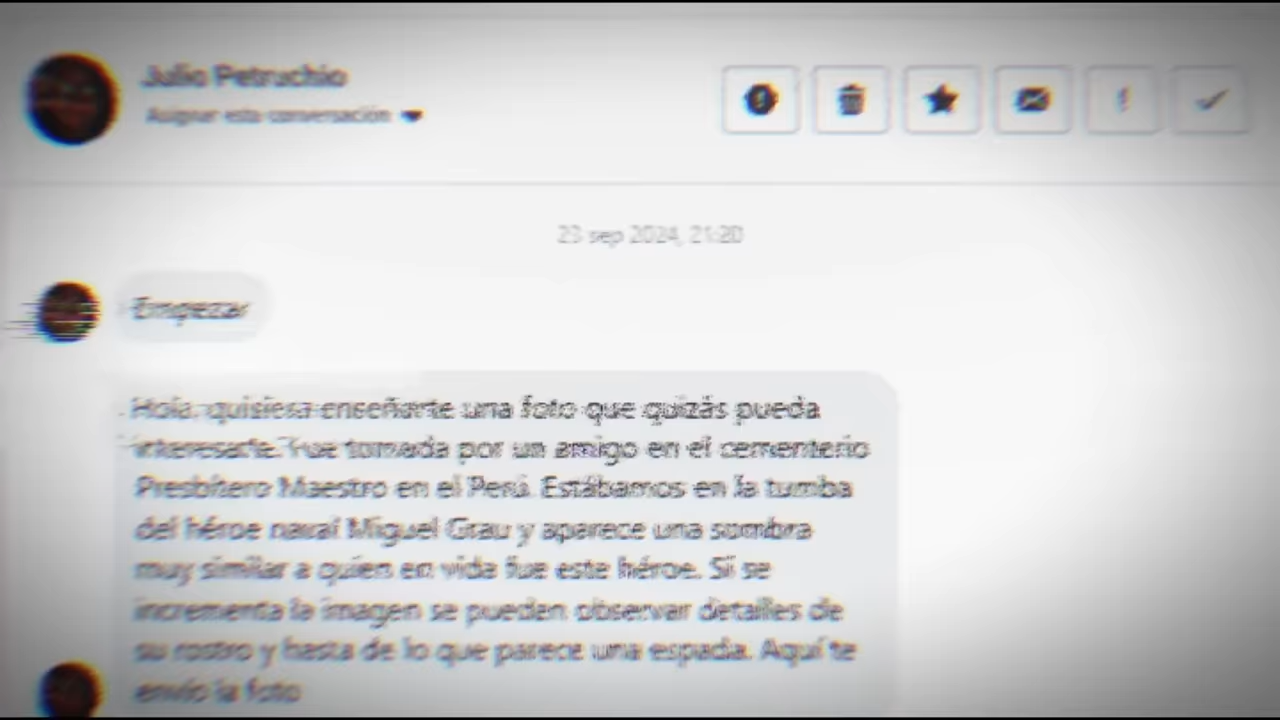 Julio Petruchio
Asignar esta conversación
23 sep 2024, 21:20
Empezar
Hola, quisiera enseñarte una foto que quizás pueda
interesarte. Fue tomada por un amigo en el cementerio
Presbítero Maestro en el Perú. Estábamos en la tumba
del héroe naval Miguel Grau y aparece una sombra
muy similar a quien en vida fue este héroe. Si se
incrementa la imagen se pueden observar detalles de
su rostro y hasta de lo que parece una espada. Aquí te
envío la foto